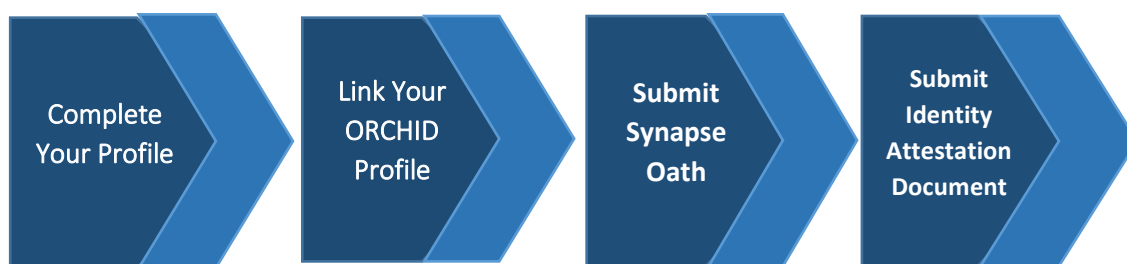 Complete
Your Profile
Link Your
ORCHID
Profile
Submit
Synapse
Oath
Submit
Identity
Attestation
Document